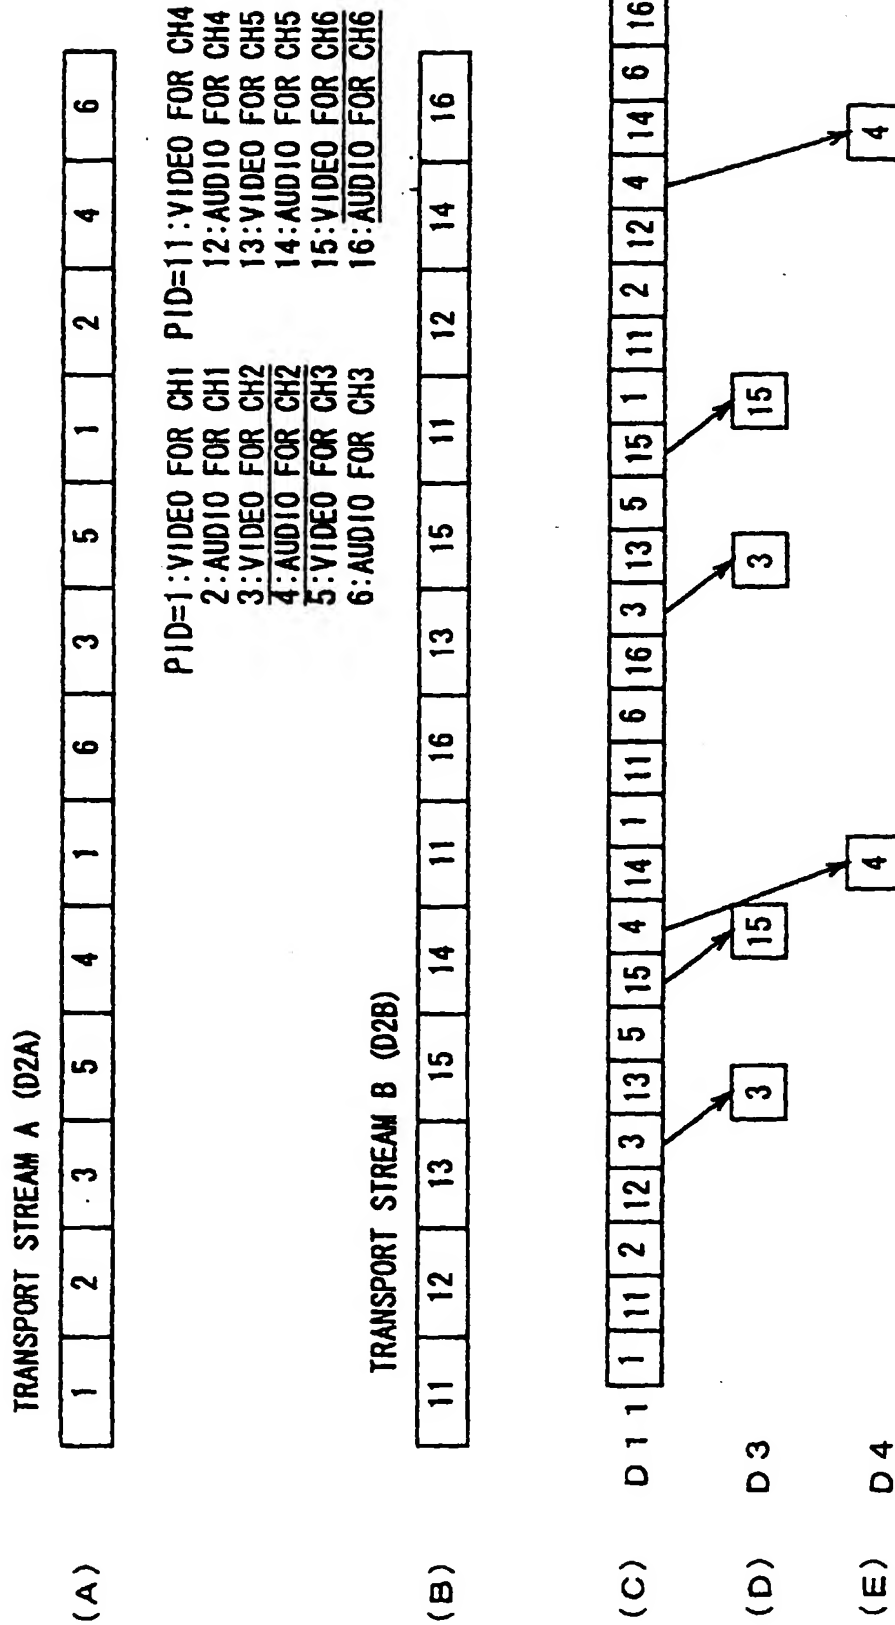 TRANSPORT STREAM A (D2A)
(A) 1 2 3 5 4 1 6 3 5 1 2 4 6
PID=1:VIDEO FOR CH1 PID=11:VIDEO FOR CH4
2:AUDIO FOR CH1 12:AUDIO FOR CH4
3:VIDEO FOR CH2 13:VIDEO FOR CH5
4:AUDIO FOR CH2 14:AUDIO FOR CH5
5:VIDEO FOR CH3 15:VIDEO FOR CH6
6:AUDIO FOR CH3 16:AUDIO FOR CH6
TRANSPORT STREAM B (D2B)
(B) 11 12 13 15 14 11 16 13 15 11 12 14 16
(C) D11 1 11 2 12 3 13 5 15 4 14 1 11 6 16 3 13 5 15 1 11 2 12 4 14 6 16
(D) D3 3 15 3 15
(E) D4 4 4